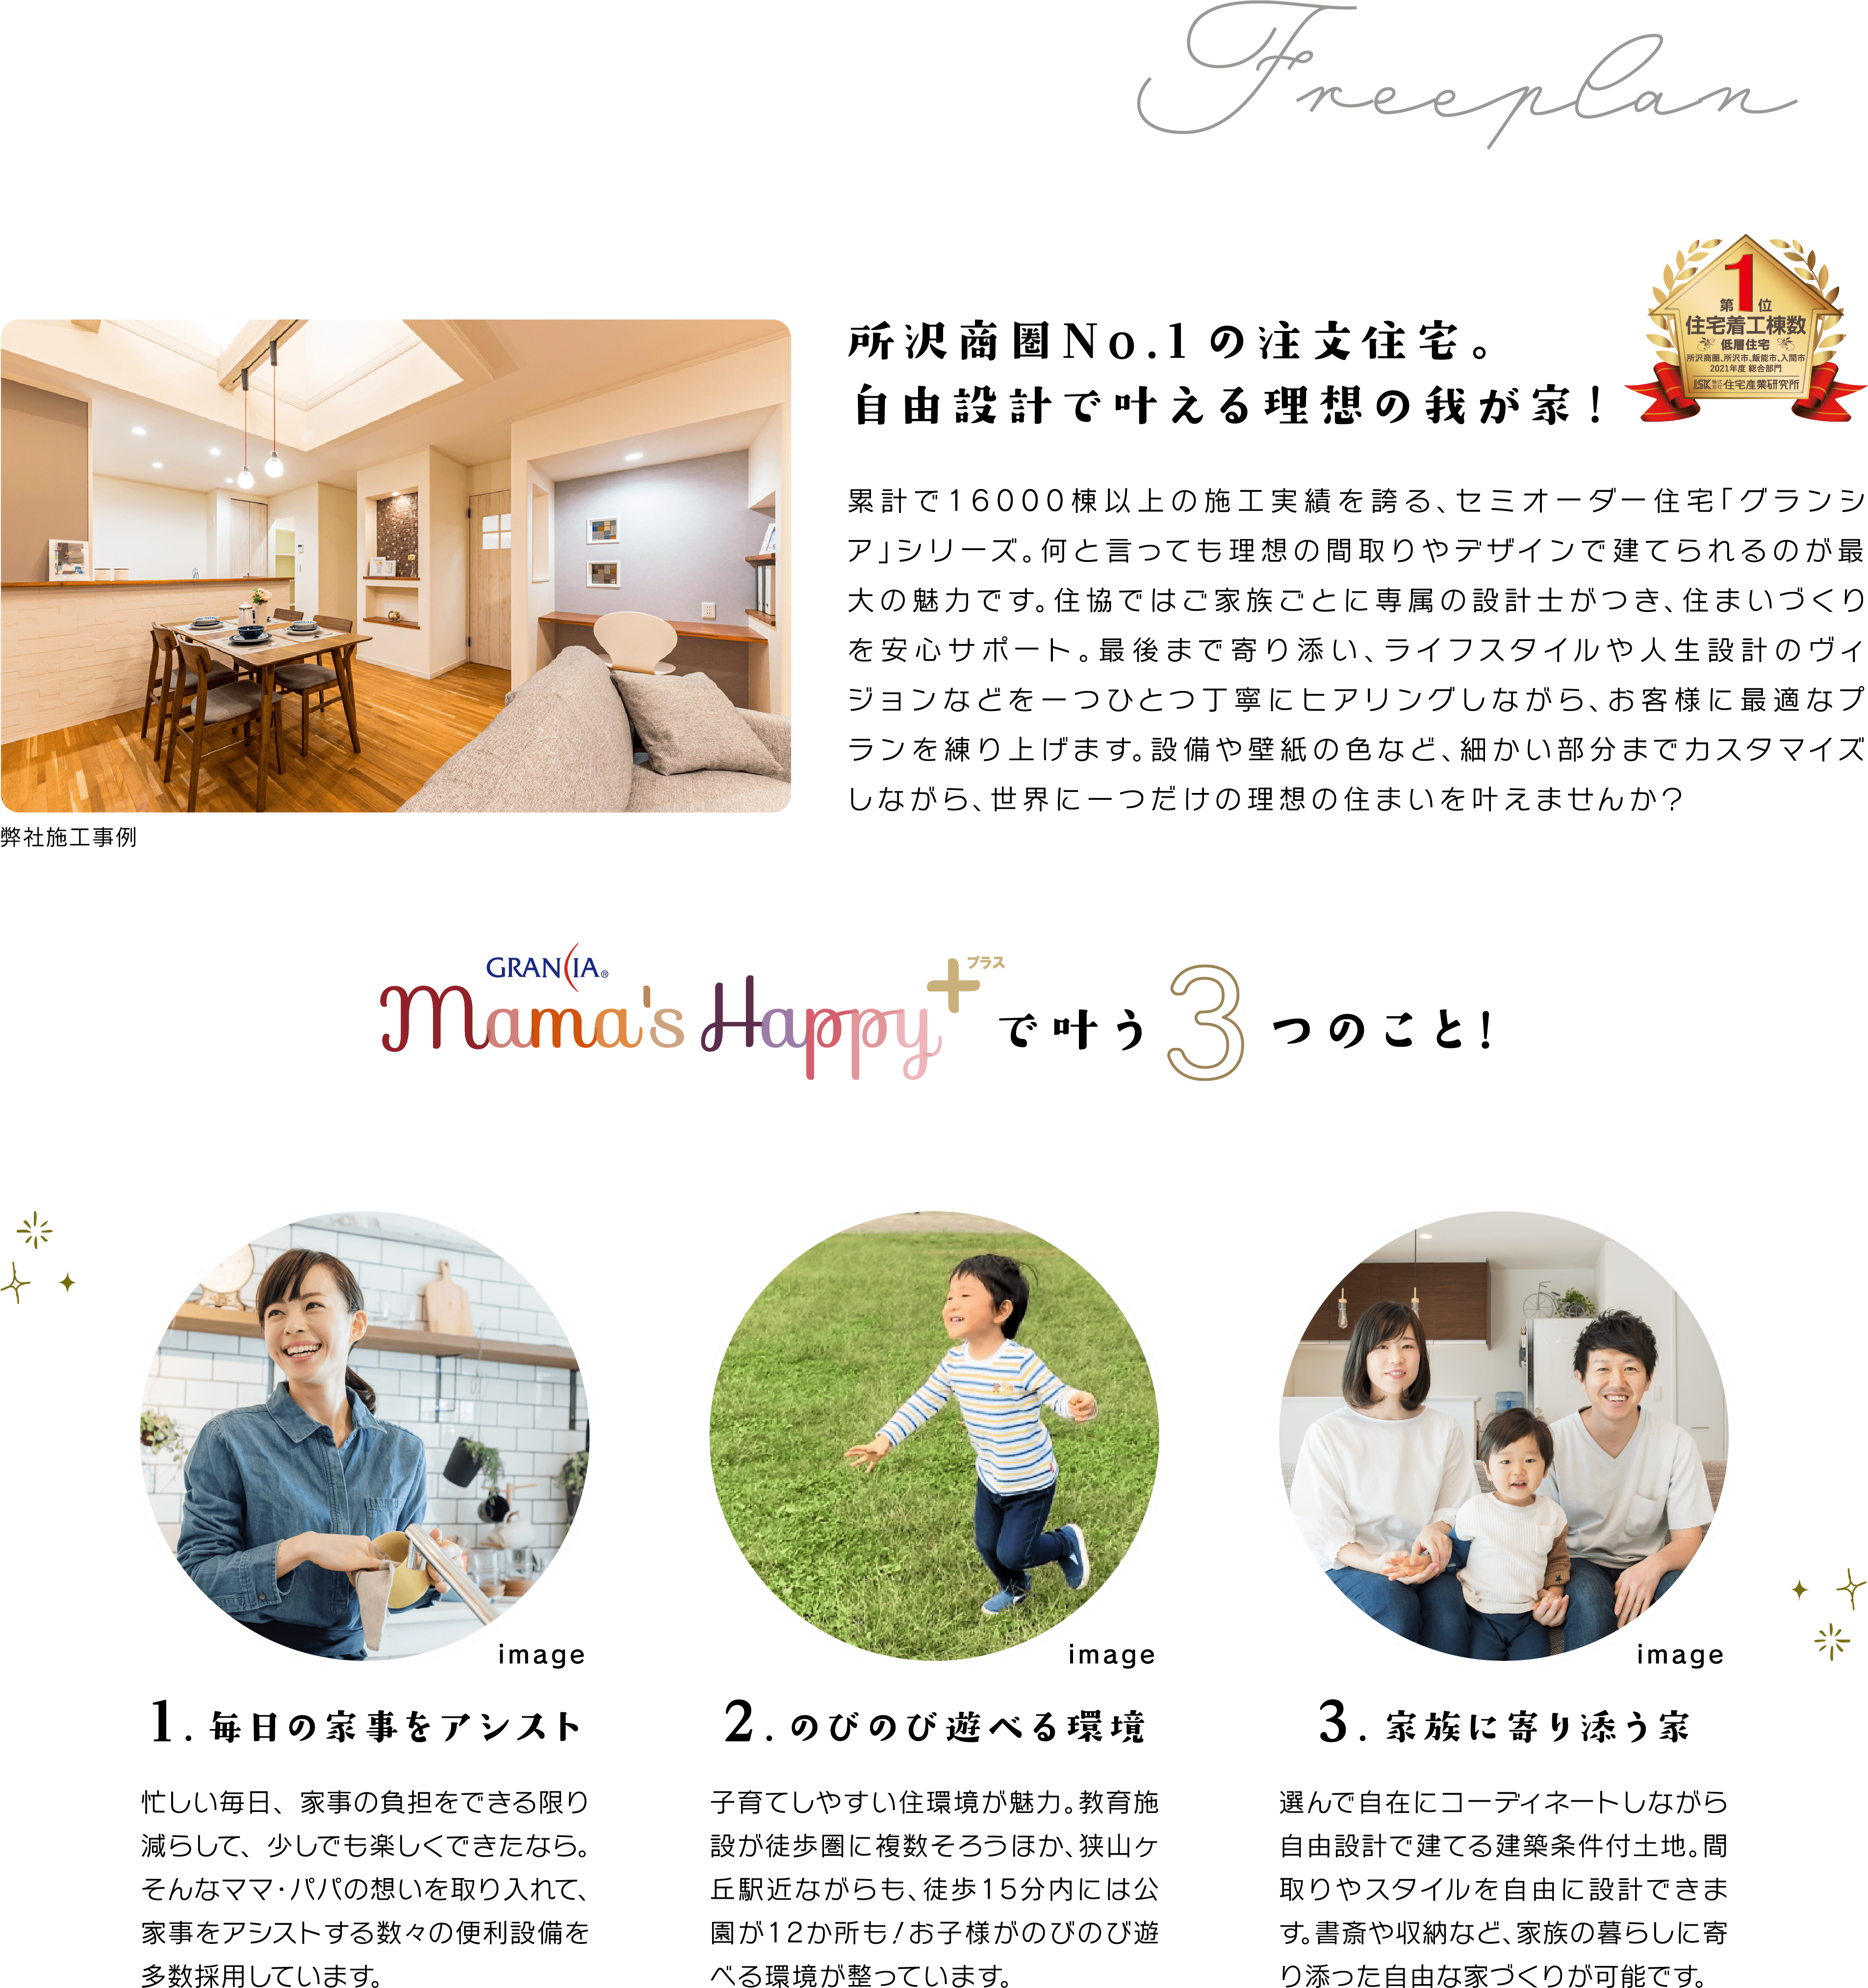 Freeplan
第1位
住宅着工棟数
低層住宅
所沢商圏、所沢市、飯能市、入間市
2021年度 総合部門
住宅産業研究所
所沢商圏No.1の注文住宅。
自由設計で叶える理想の我が家！
累計で16000棟以上の施工実績を誇る、セミオーダー住宅「グランシ
ア」シリーズ。何と言っても理想の間取りやデザインで建てられるのが最
大の魅力です。住協ではご家族ごとに専属の設計士がつき、住まいづくり
を安心サポート。最後まで寄り添い、ライフスタイルや人生設計のヴィ
ジョンなどを一つひとつ丁寧にヒアリングしながら、お客様に最適なプ
ランを練り上げます。設備や壁紙の色など、細かい部分までカスタマイズ
しながら、世界に一つだけの理想の住まいを叶えませんか？
弊社施工事例
GRANCIA®
Mama's Happy+プラスで叶う3つのこと！
image
image
image
1.毎日の家事をアシスト
忙しい毎日、家事の負担をできる限り
減らして、少しでも楽しくできたなら。
そんなママ・パパの想いを取り入れて、
家事をアシストする数々の便利設備を
多数採用しています。
2.のびのび遊べる環境
子育てしやすい住環境が魅力。教育施
設が徒歩圏に複数そろうほか、狭山ヶ
丘駅近ながらも、徒歩15分内には公
園が12か所も！お子様がのびのび遊
べる環境が整っています。
3.家族に寄り添う家
選んで自在にコーディネートしながら
自由設計で建てる建築条件付土地。間
取りやスタイルを自由に設計できま
す。書斎や収納など、家族の暮らしに寄
り添った自由な家づくりが可能です。